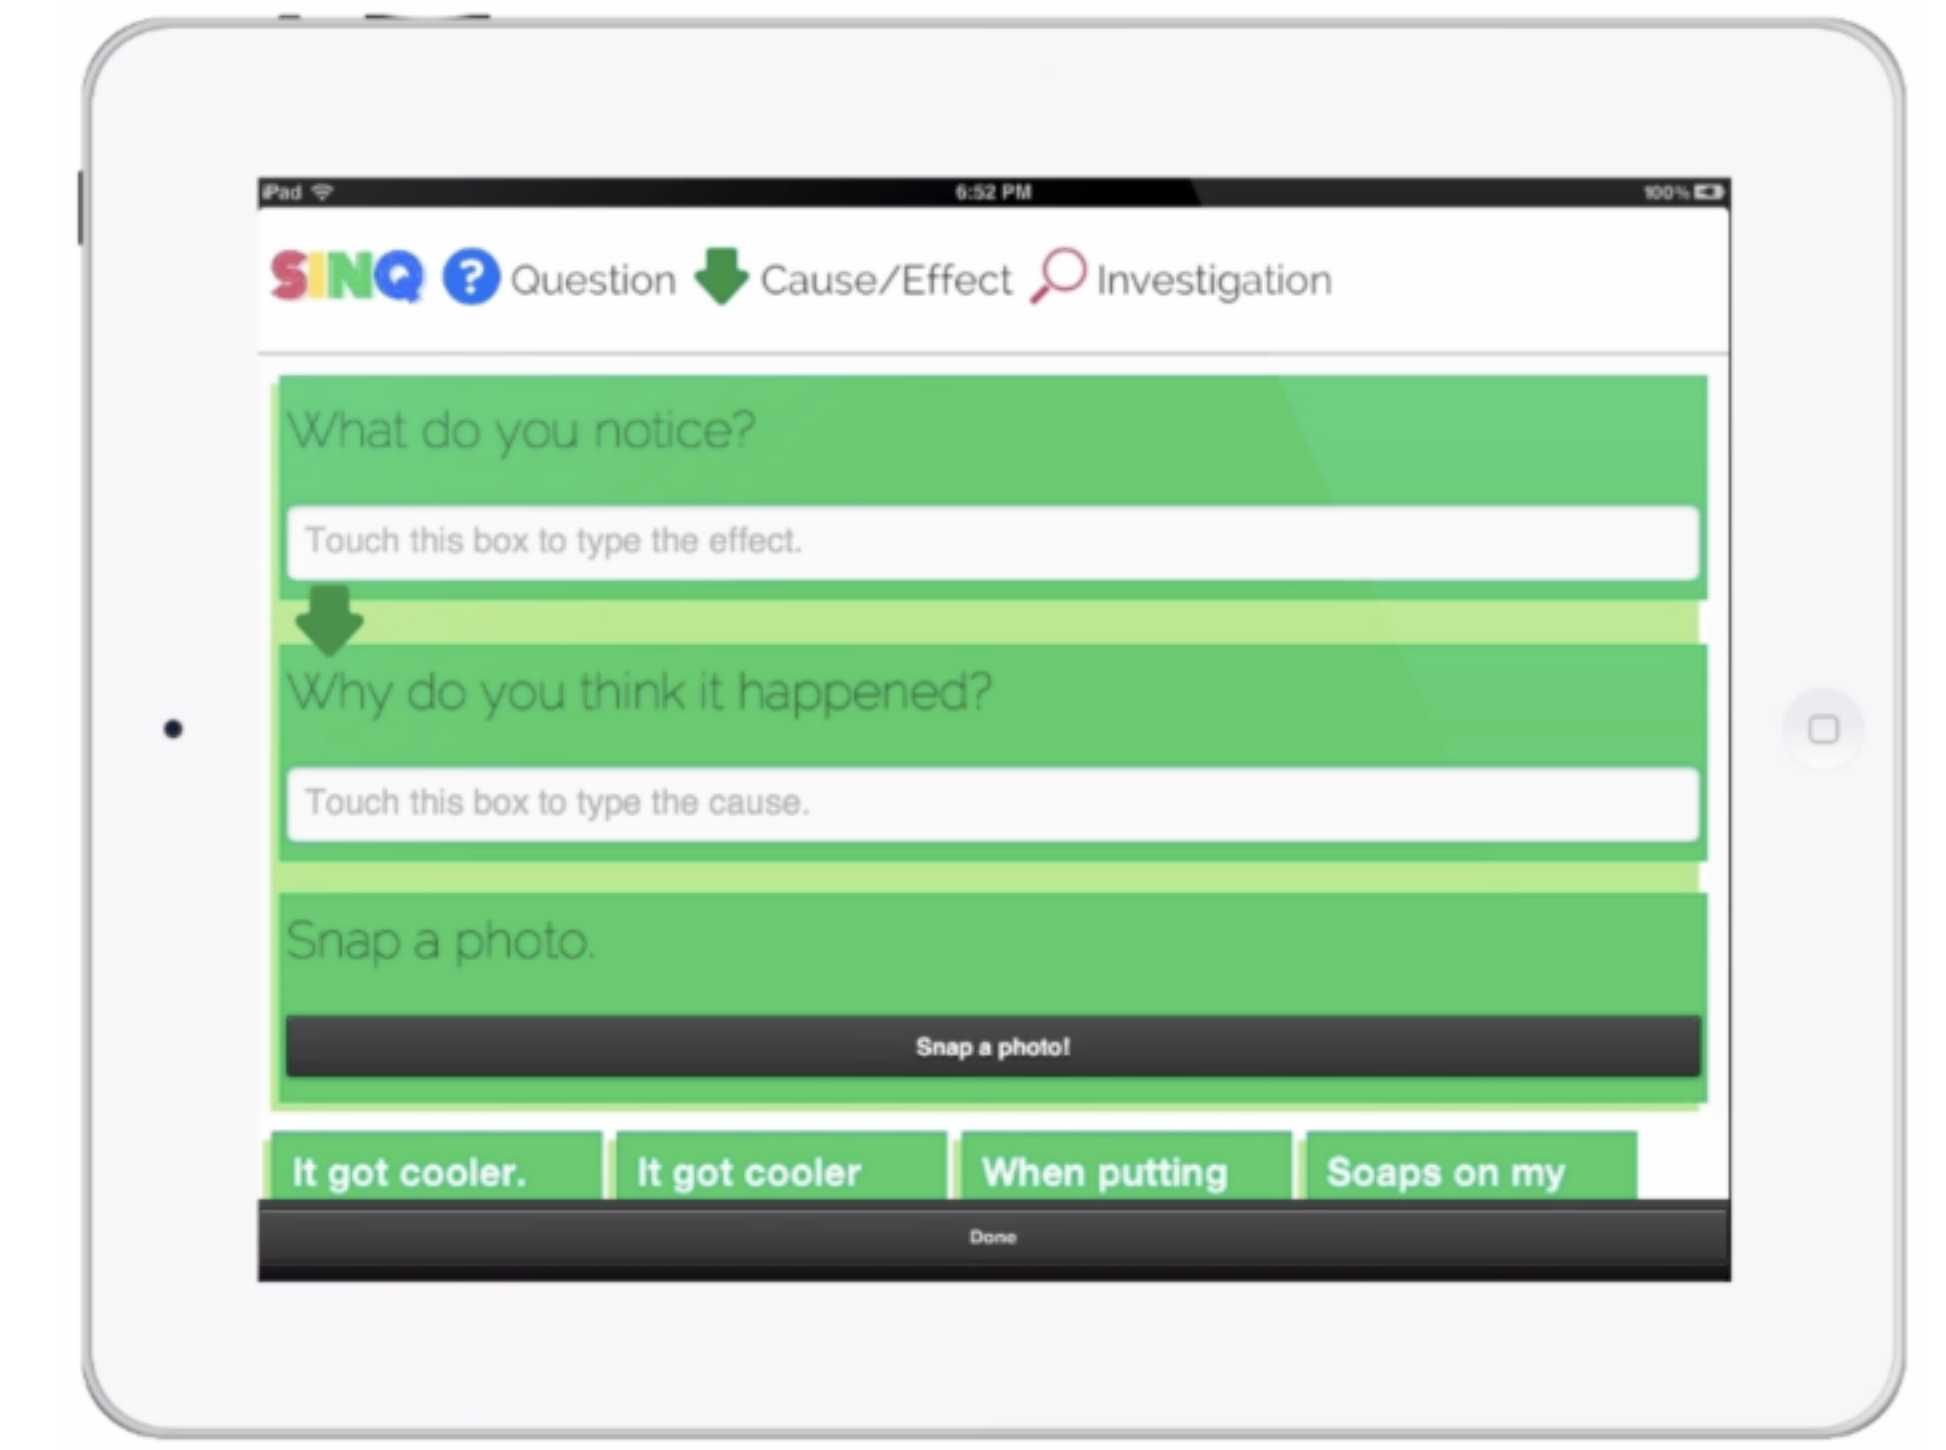 iPad 6:52 PM 100%
SINQ ? Question Cause/Effect Investigation
What do you notice?
Touch this box to type the effect.
Why do you think it happened?
Touch this box to type the cause.
Snap a photo.
Snap a photo!
It got cooler. It got cooler When putting Soaps on my
Done